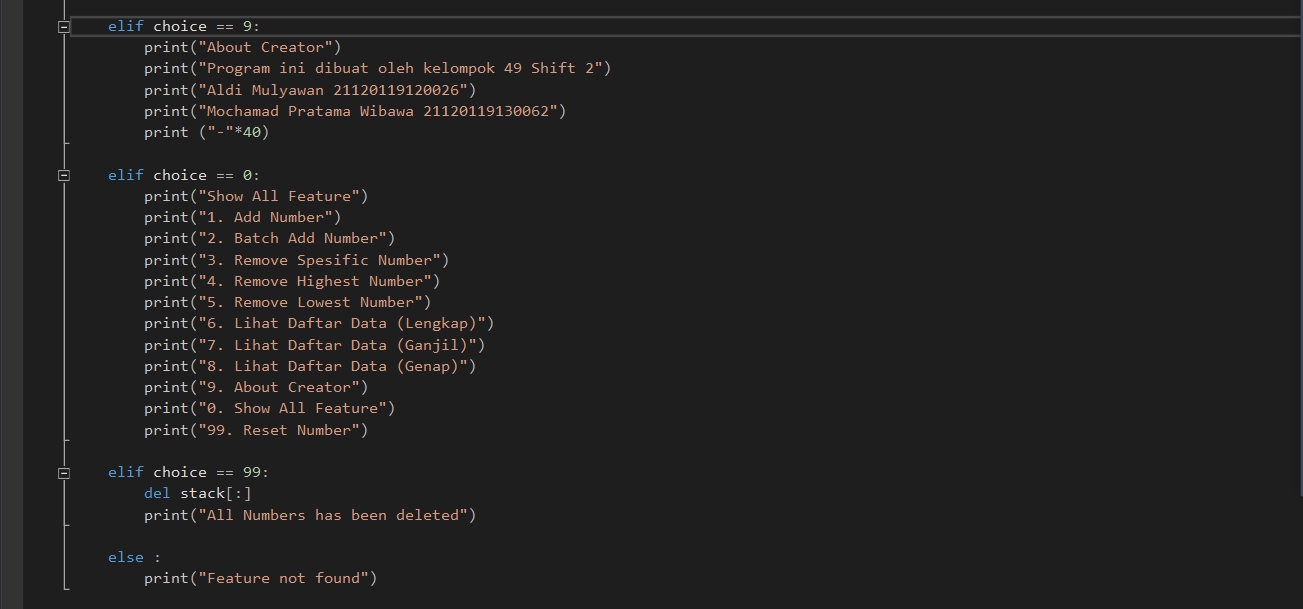 elif choice == 9:
print("About Creator")
print("Program ini dibuat oleh kelompok 49 Shift 2")
print("Aldi Mulyawan 21120119120026")
print("Mochamad Pratama Wibawa 21120119130062")
print ("-"*40)
elif choice == 0:
print("Show All Feature")
print("1. Add Number")
print("2. Batch Add Number")
print("3. Remove Spesific Number")
print("4. Remove Highest Number")
print("5. Remove Lowest Number")
print("6. Lihat Daftar Data (Lengkap)")
print("7. Lihat Daftar Data (Ganjil)")
print("8. Lihat Daftar Data (Genap)")
print("9. About Creator")
print("0. Show All Feature")
print("99. Reset Number")
elif choice == 99:
del stack[:]
print("All Numbers has been deleted")
else :
print("Feature not found")